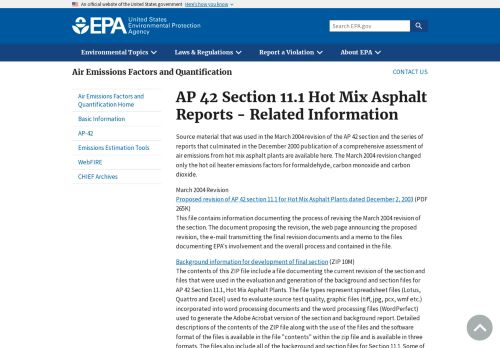 An official website of the United States government Here's how you know
EPA United States
Environmental Protection
Agency
Search EPA.gov
Environmental Topics Laws & Regulations Report a Violation About EPA
Air Emissions Factors and Quantification
CONTACT US
Air Emissions Factors and
Quantification Home
Basic Information
AP-42
Emissions Estimation Tools
WebFIRE
CHIEF Archives
AP 42 Section 11.1 Hot Mix Asphalt
Reports - Related Information
Source material that was used in the March 2004 revision of the AP 42 section and the series of
reports that culminated in the December 2000 publication of a comprehensive assessment of
air emissions from hot mix asphalt plants are available here. The March 2004 revision changed
only the hot oil heater emissions factors for formaldehyde, carbon monoxide and carbon
dioxide.
March 2004 Revision
Proposed revision of AP 42 section 11.1 for Hot Mix Asphalt Plants dated December 2, 2003 (PDF
265K)
This file contains information documenting the process of revising the March 2004 revision of
the section. The document proposing the revision, the web page announcing the proposed
revision, the e-mail transmitting the final revision documents and a memo to the files
documenting EPA's involvement and the overall process and contained in the file.
Background information for development of final section (ZIP 10M)
The contents of this ZIP file include a file documenting the current revision of the section and
files that were used in the evaluation and generation of the background and section files for
AP 42 Section 11.1, Hot Mix Asphalt Plants. The file types represent spreadsheet files (Lotus,
Quattro and Excel) used to evaluate source test quality, graphic files (tiff, jpg, pcx, wmf etc.)
incorporated into word processing documents and the word processing files (WordPerfect)
used to generate the Adobe Acrobat version of the section and background report. Detailed
descriptions of the contents of the ZIP file along with the use of the files and the software
format of the files is available in the file "contents" within the zip file and is available in three
formats. The files also include all of the background and section files for Section 11.1. Some of